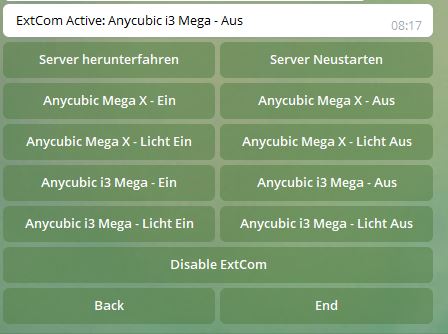 ExtCom Active: Anycubic i3 Mega - Aus
08:17
Server herunterfahren
Server Neustarten
Anycubic Mega X - Ein
Anycubic Mega X - Aus
Anycubic Mega X - Licht Ein
Anycubic Mega X - Licht Aus
Anycubic i3 Mega - Ein
Anycubic i3 Mega - Aus
Anycubic i3 Mega - Licht Ein
Anycubic i3 Mega - Licht Aus
Disable ExtCom
Back
End